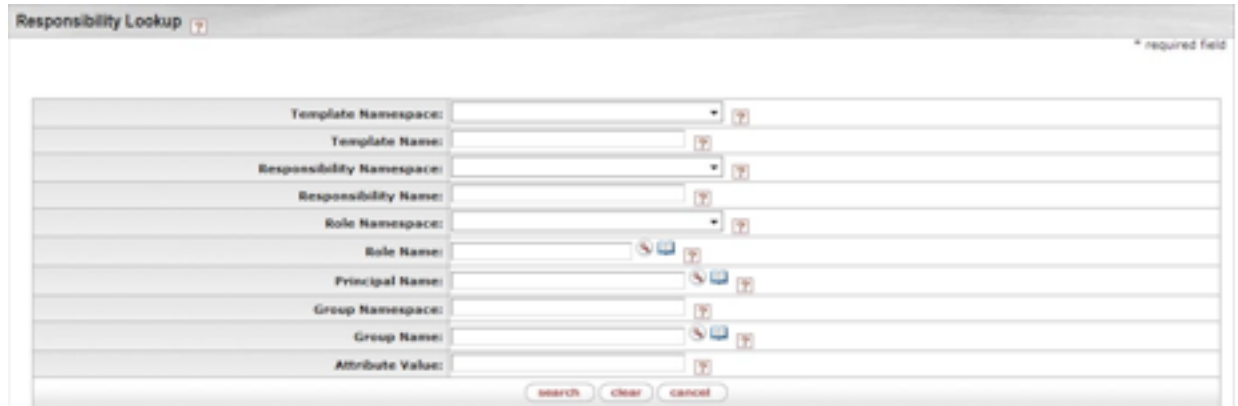 Responsibility Lookup ?
* required field
Template Namespace: ?
Template Name: ?
Responsibility Namespace: ?
Responsibility Name: ?
Role Namespace: ?
Role Name: ?
Principal Name: ?
Group Namespace: ?
Group Name: ?
Attribute Value: ?
search clear cancel